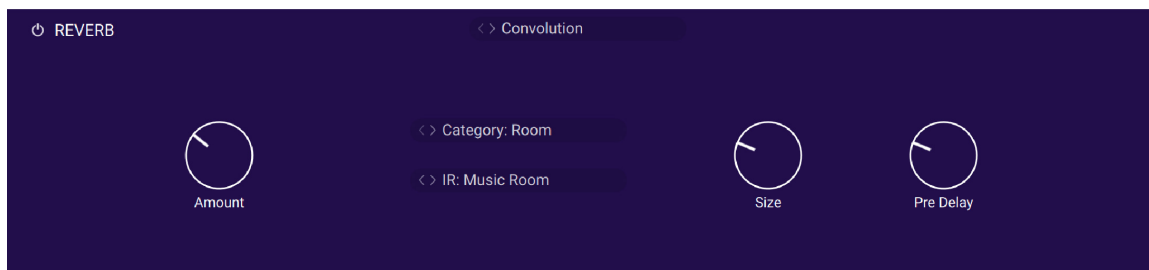 REVERB
Convolution
Category: Room
IR: Music Room
Amount
Size
Pre Delay